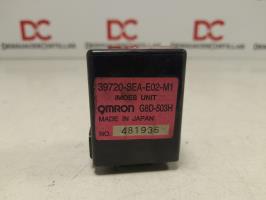 39720-SEA-E02-M1
IMOES UNIT
OMRON G8D-503H
MADE IN JAPAN
NO. 481936